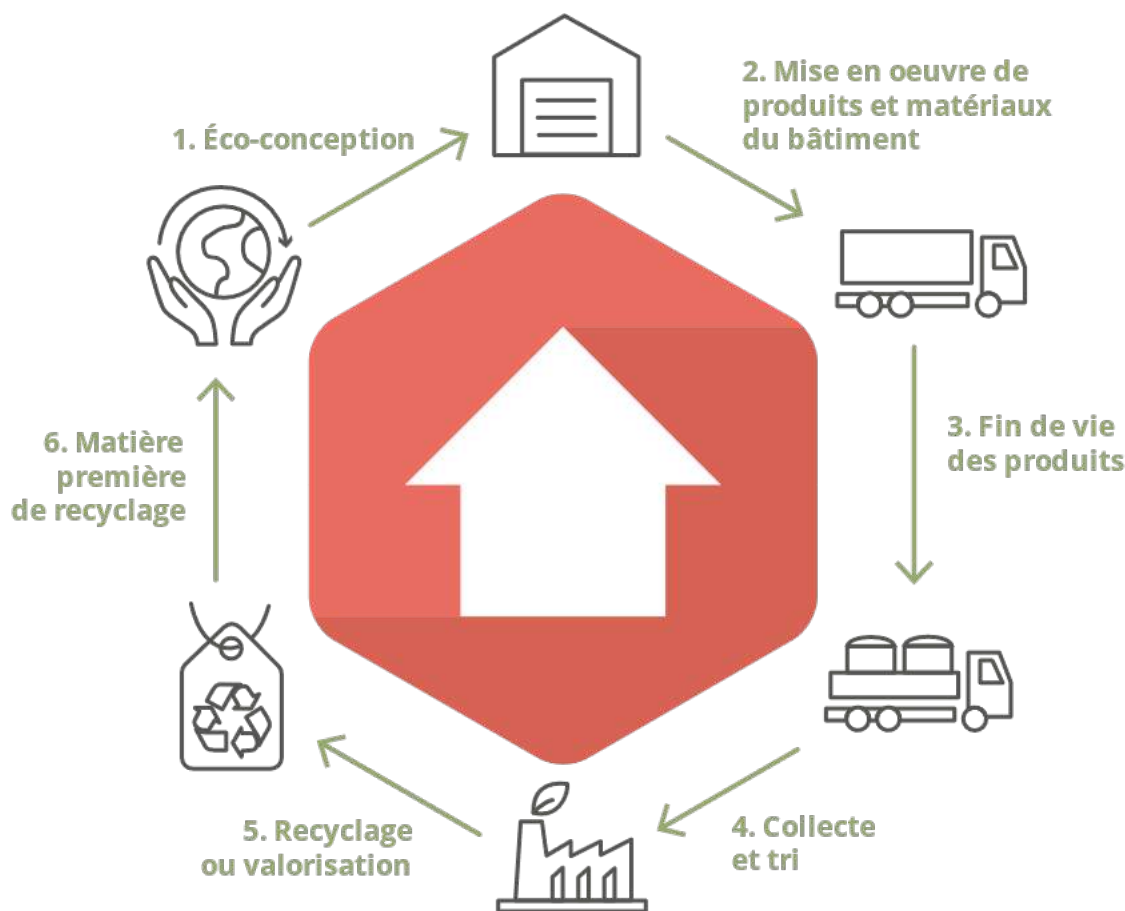 1. Éco-conception
2. Mise en oeuvre de
produits et matériaux
du bâtiment
3. Fin de vie
des produits
4. Collecte
et tri
5. Recyclage
ou valorisation
6. Matière
première
de recyclage